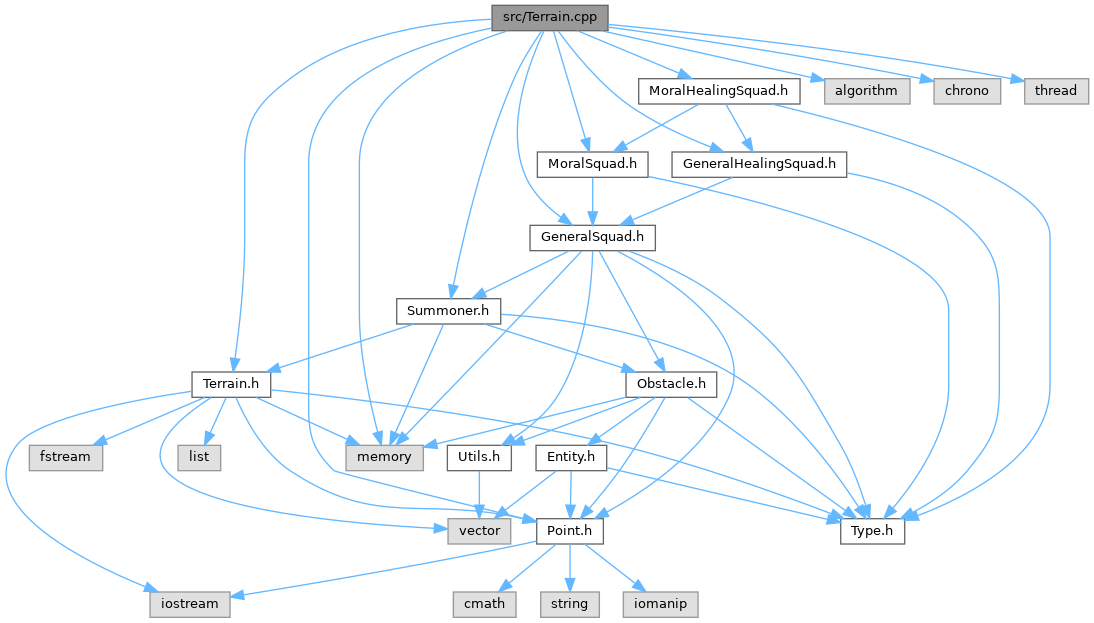 src/Terrain.cpp
MoralHealingSquad.h
algorithm
chrono
thread
MoralSquad.h
GeneralHealingSquad.h
GeneralSquad.h
Summoner.h
Terrain.h
Obstacle.h
fstream
list
memory
Utils.h
Entity.h
vector
Point.h
Type.h
iostream
cmath
string
iomanip